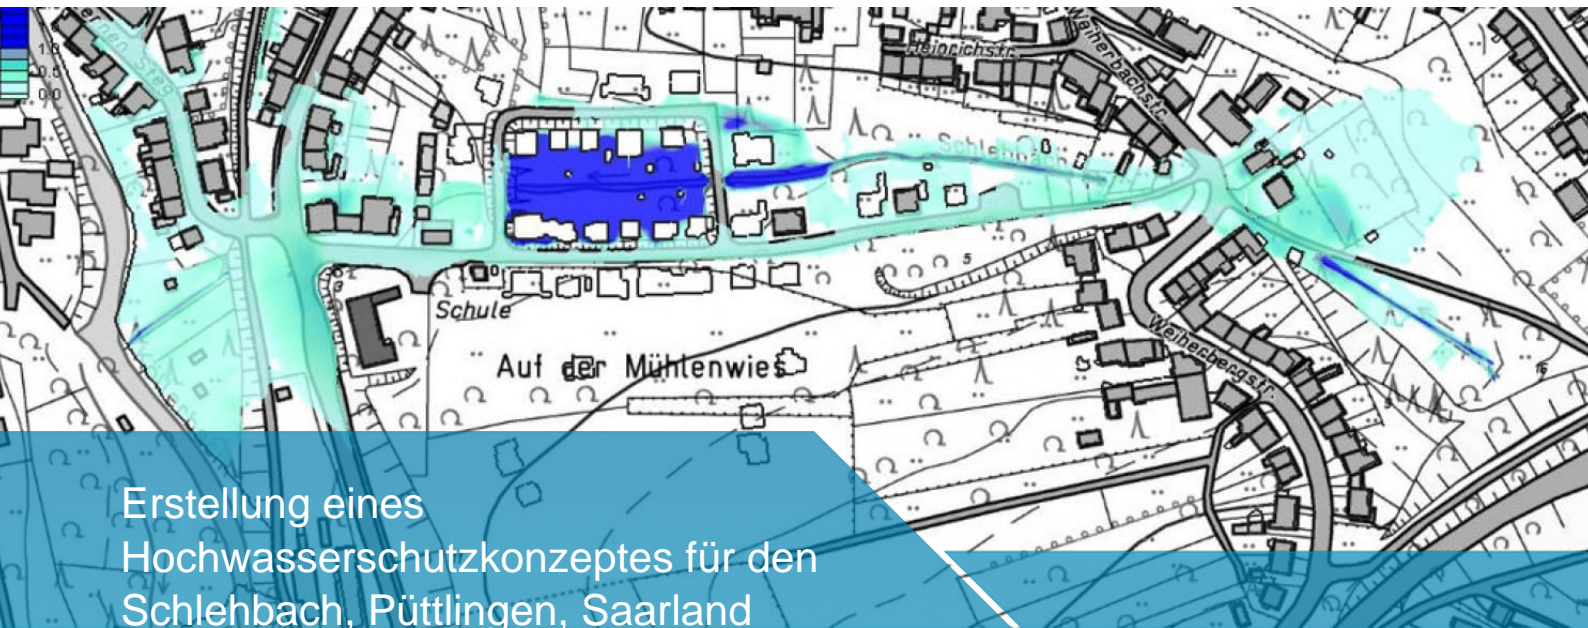 1.0
0.5
0.0
Heinrichstr.
Weiherbachstr.
Schlehbach
5
Schule
Auf der Mühlenwies
Weiherbergstr.
Erstellung eines
Hochwasserschutzkonzeptes für den
Schlehbach, Püttlingen, Saarland